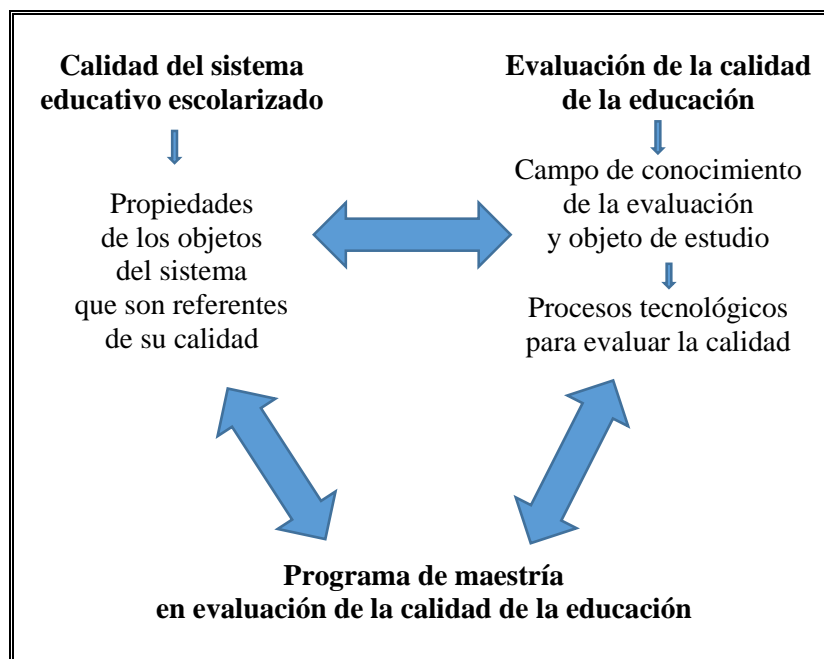 Calidad del sistema
educativo escolarizado
Propiedades
de los objetos
del sistema
que son referentes
de su calidad
Evaluación de la calidad
de la educación
Campo de conocimiento
de la evaluación
y objeto de estudio
Procesos tecnológicos
para evaluar la calidad
Programa de maestría
en evaluación de la calidad de la educación